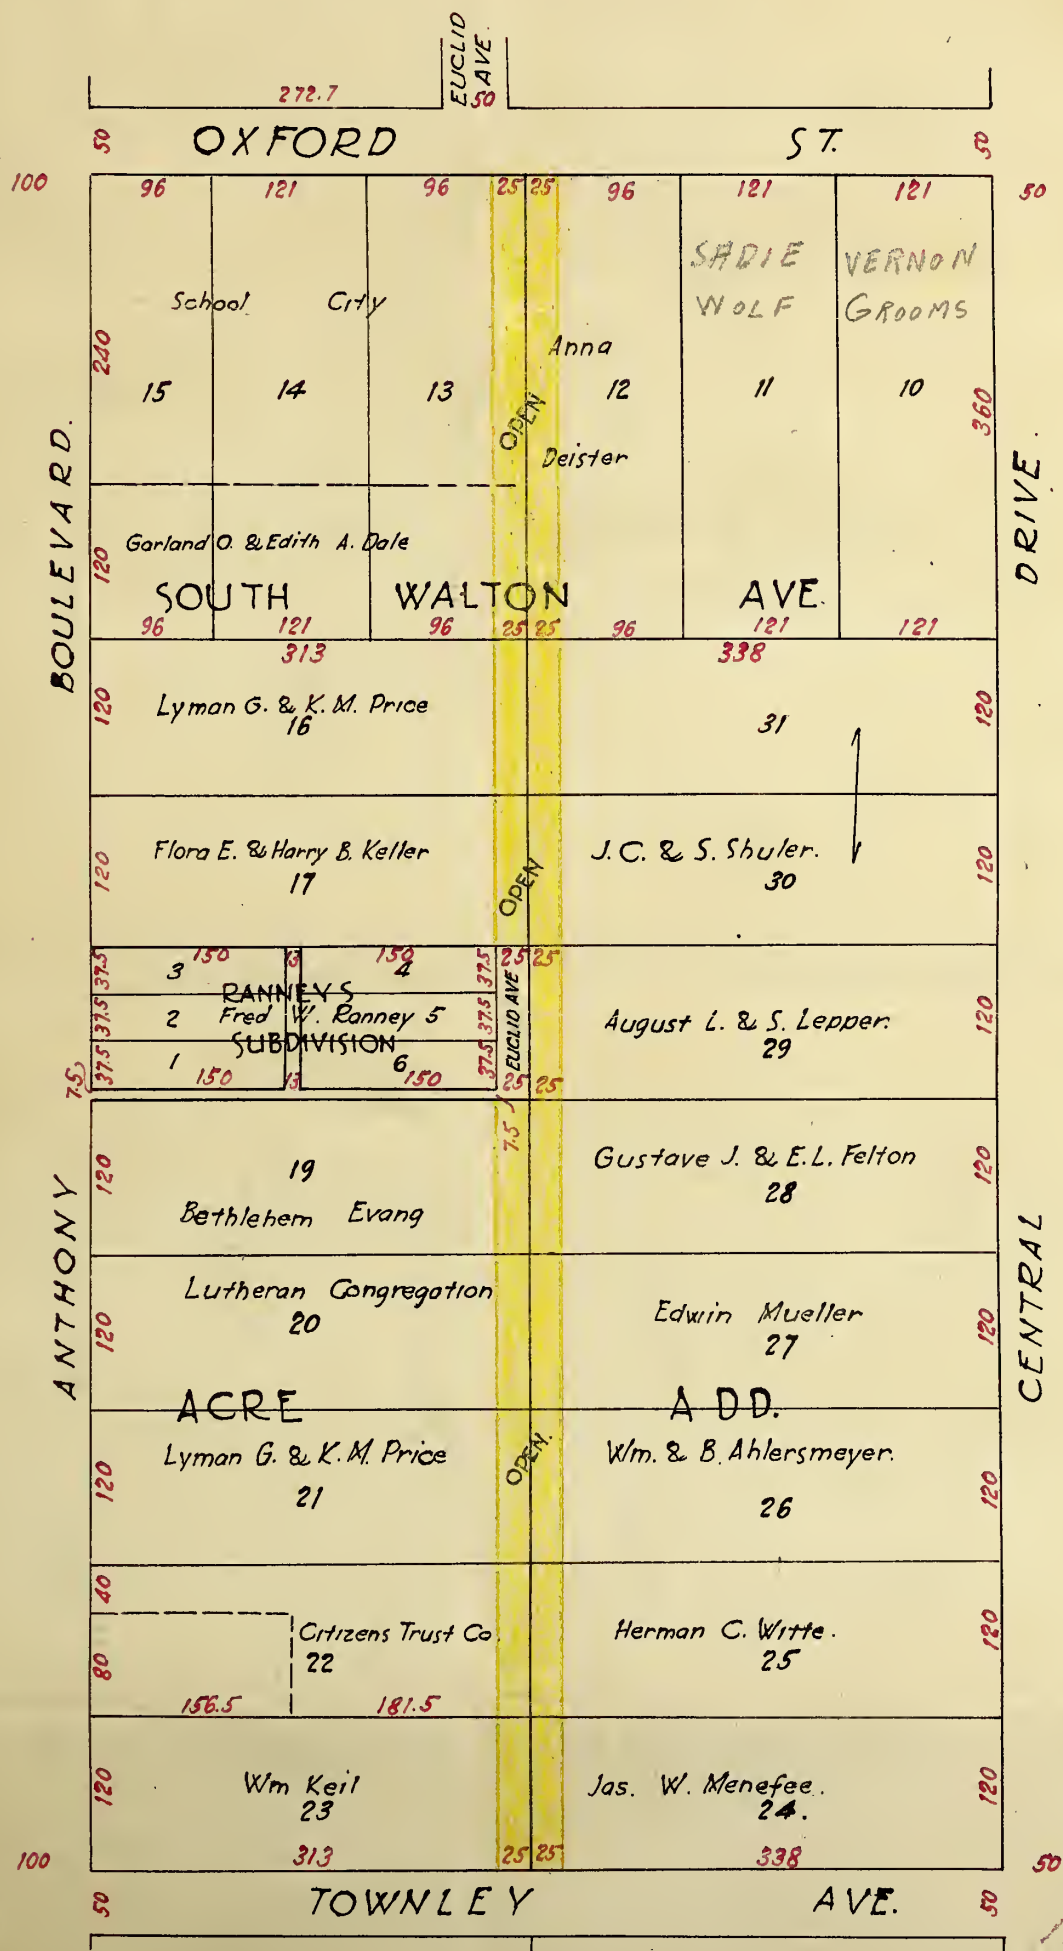 EUCLID
AVE.
272.7 50
50 OXFORD ST. 50
100 96 121 96 25 25 96 121 121 50
SADIE VERNON
WOLF GROOMS
School City
Anna
240
15 14 13 12 11 10
360
OPEN
Deister
BOULEVARD.
DRIVE.
Garland O. & Edith A. Dale
120
SOUTH WALTON AVE.
96 121 96 25 25 96 121 121
313 338
120 Lyman G. & K. M. Price 120
16 31
120 Flora E. & Harry B. Keller J. C. & S. Shuler. 120
17 30
OPEN
150 13 150 25 25
37.5 3 4 37.5
RANNEYS
37.5 2 Fred W. Ranney 5 37.5
SUBDIVISION
37.5 1 6 37.5
150 13 150 25 25
7.5
EUCLID AVE
August L. & S. Lepper.
29
120
7.5
120 19 Gustave J. & E. L. Felton 120
28
Bethlehem Evang
ANTHONY
CENTRAL
Lutheran Congregation
20
120
Edwin Mueller
27
120
ACRE ADD.
120 Lyman G. & K. M. Price Wm. & B. Ahlersmeyer. 120
21 26
OPEN.
40
80
Citizens Trust Co.
22
Herman C. Witte.
25
120
156.5 181.5
120 Wm Keil Jas. W. Menefee. 120
23 24.
100 313 25 25 338 50
50 TOWNLEY AVE. 50